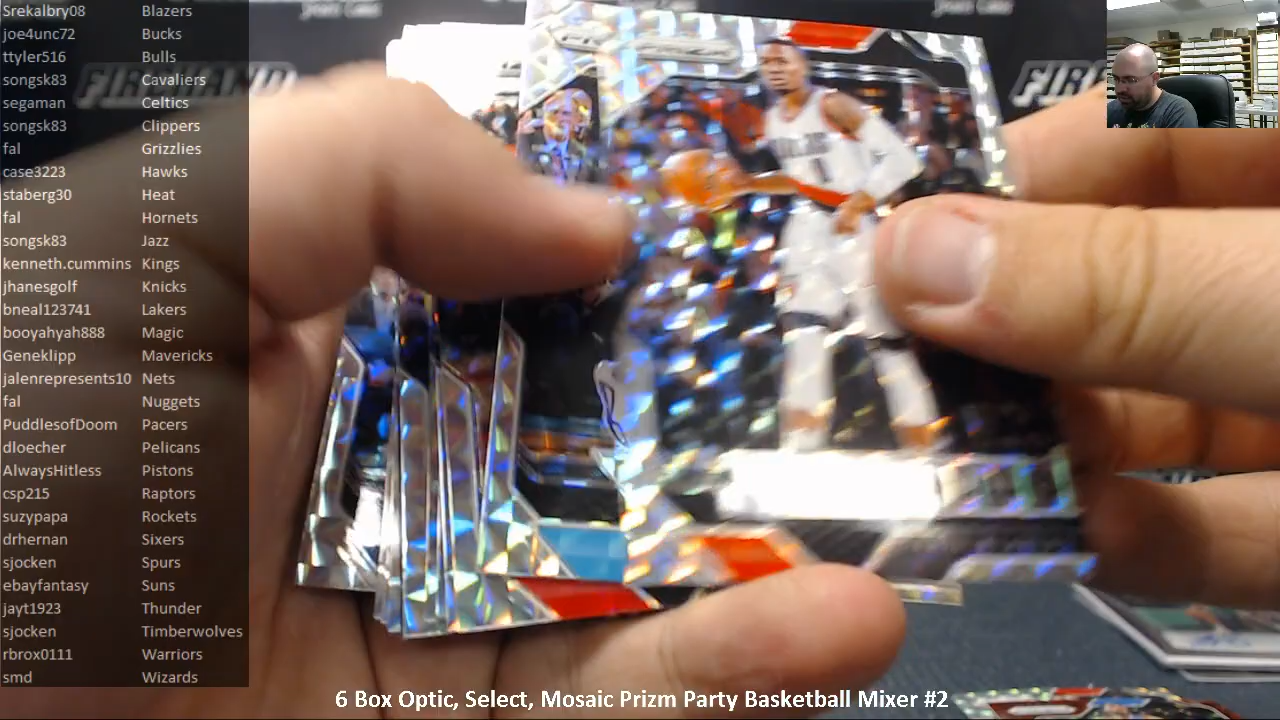 Srekalbry08 Blazers
joe4unc72 Bucks
ttyler516 Bulls
songsk83 Cavaliers
segaman Celtics
songsk83 Clippers
fal Grizzlies
case3223 Hawks
staberg30 Heat
fal Hornets
songsk83 Jazz
kenneth.cummins Kings
jhanesgolf Knicks
bneal123741 Lakers
booyahyah888 Magic
Geneklipp Mavericks
jalenrepresents10 Nets
fal Nuggets
PuddlesofDoom Pacers
dloecher Pelicans
AlwaysHitless Pistons
csp215 Raptors
suzypapa Rockets
drhernan Sixers
sjocken Spurs
ebayfantasy Suns
jayt1923 Thunder
sjocken Timberwolves
rbrox0111 Warriors
smd Wizards
6 Box Optic, Select, Mosaic Prizm Party Basketball Mixer #2